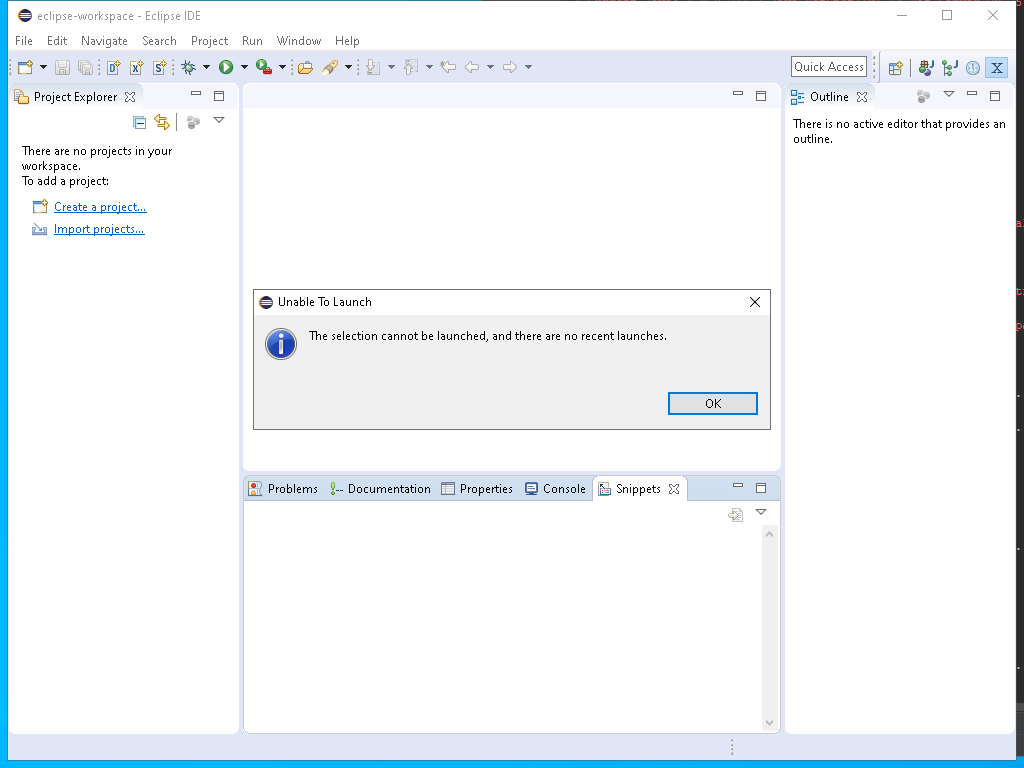 eclipse-workspace - Eclipse IDE
File Edit Navigate Search Project Run Window Help
Quick Access
Project Explorer
Outline
There are no projects in your
workspace.
To add a project:
Create a project...
Import projects...
There is no active editor that provides an
outline.
Unable To Launch
The selection cannot be launched, and there are no recent launches.
OK
Problems Documentation Properties Console Snippets